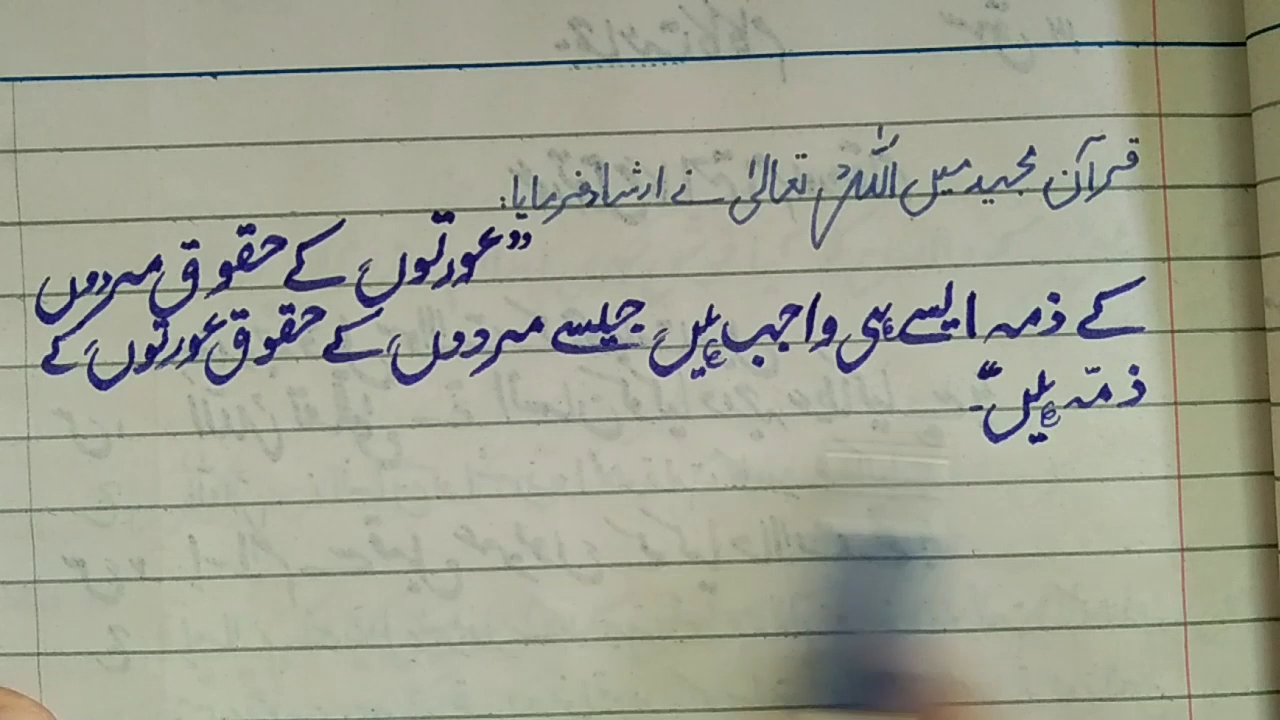 قرآن مجید میں اللہ تعالیٰ نے ارشاد فرمایا:
”عورتوں کے حقوق مردوں
کے ذمہ ایسے ہی واجب ہیں جیسے مردوں کے حقوق عورتوں کے
ذمّہ ہیں“۔